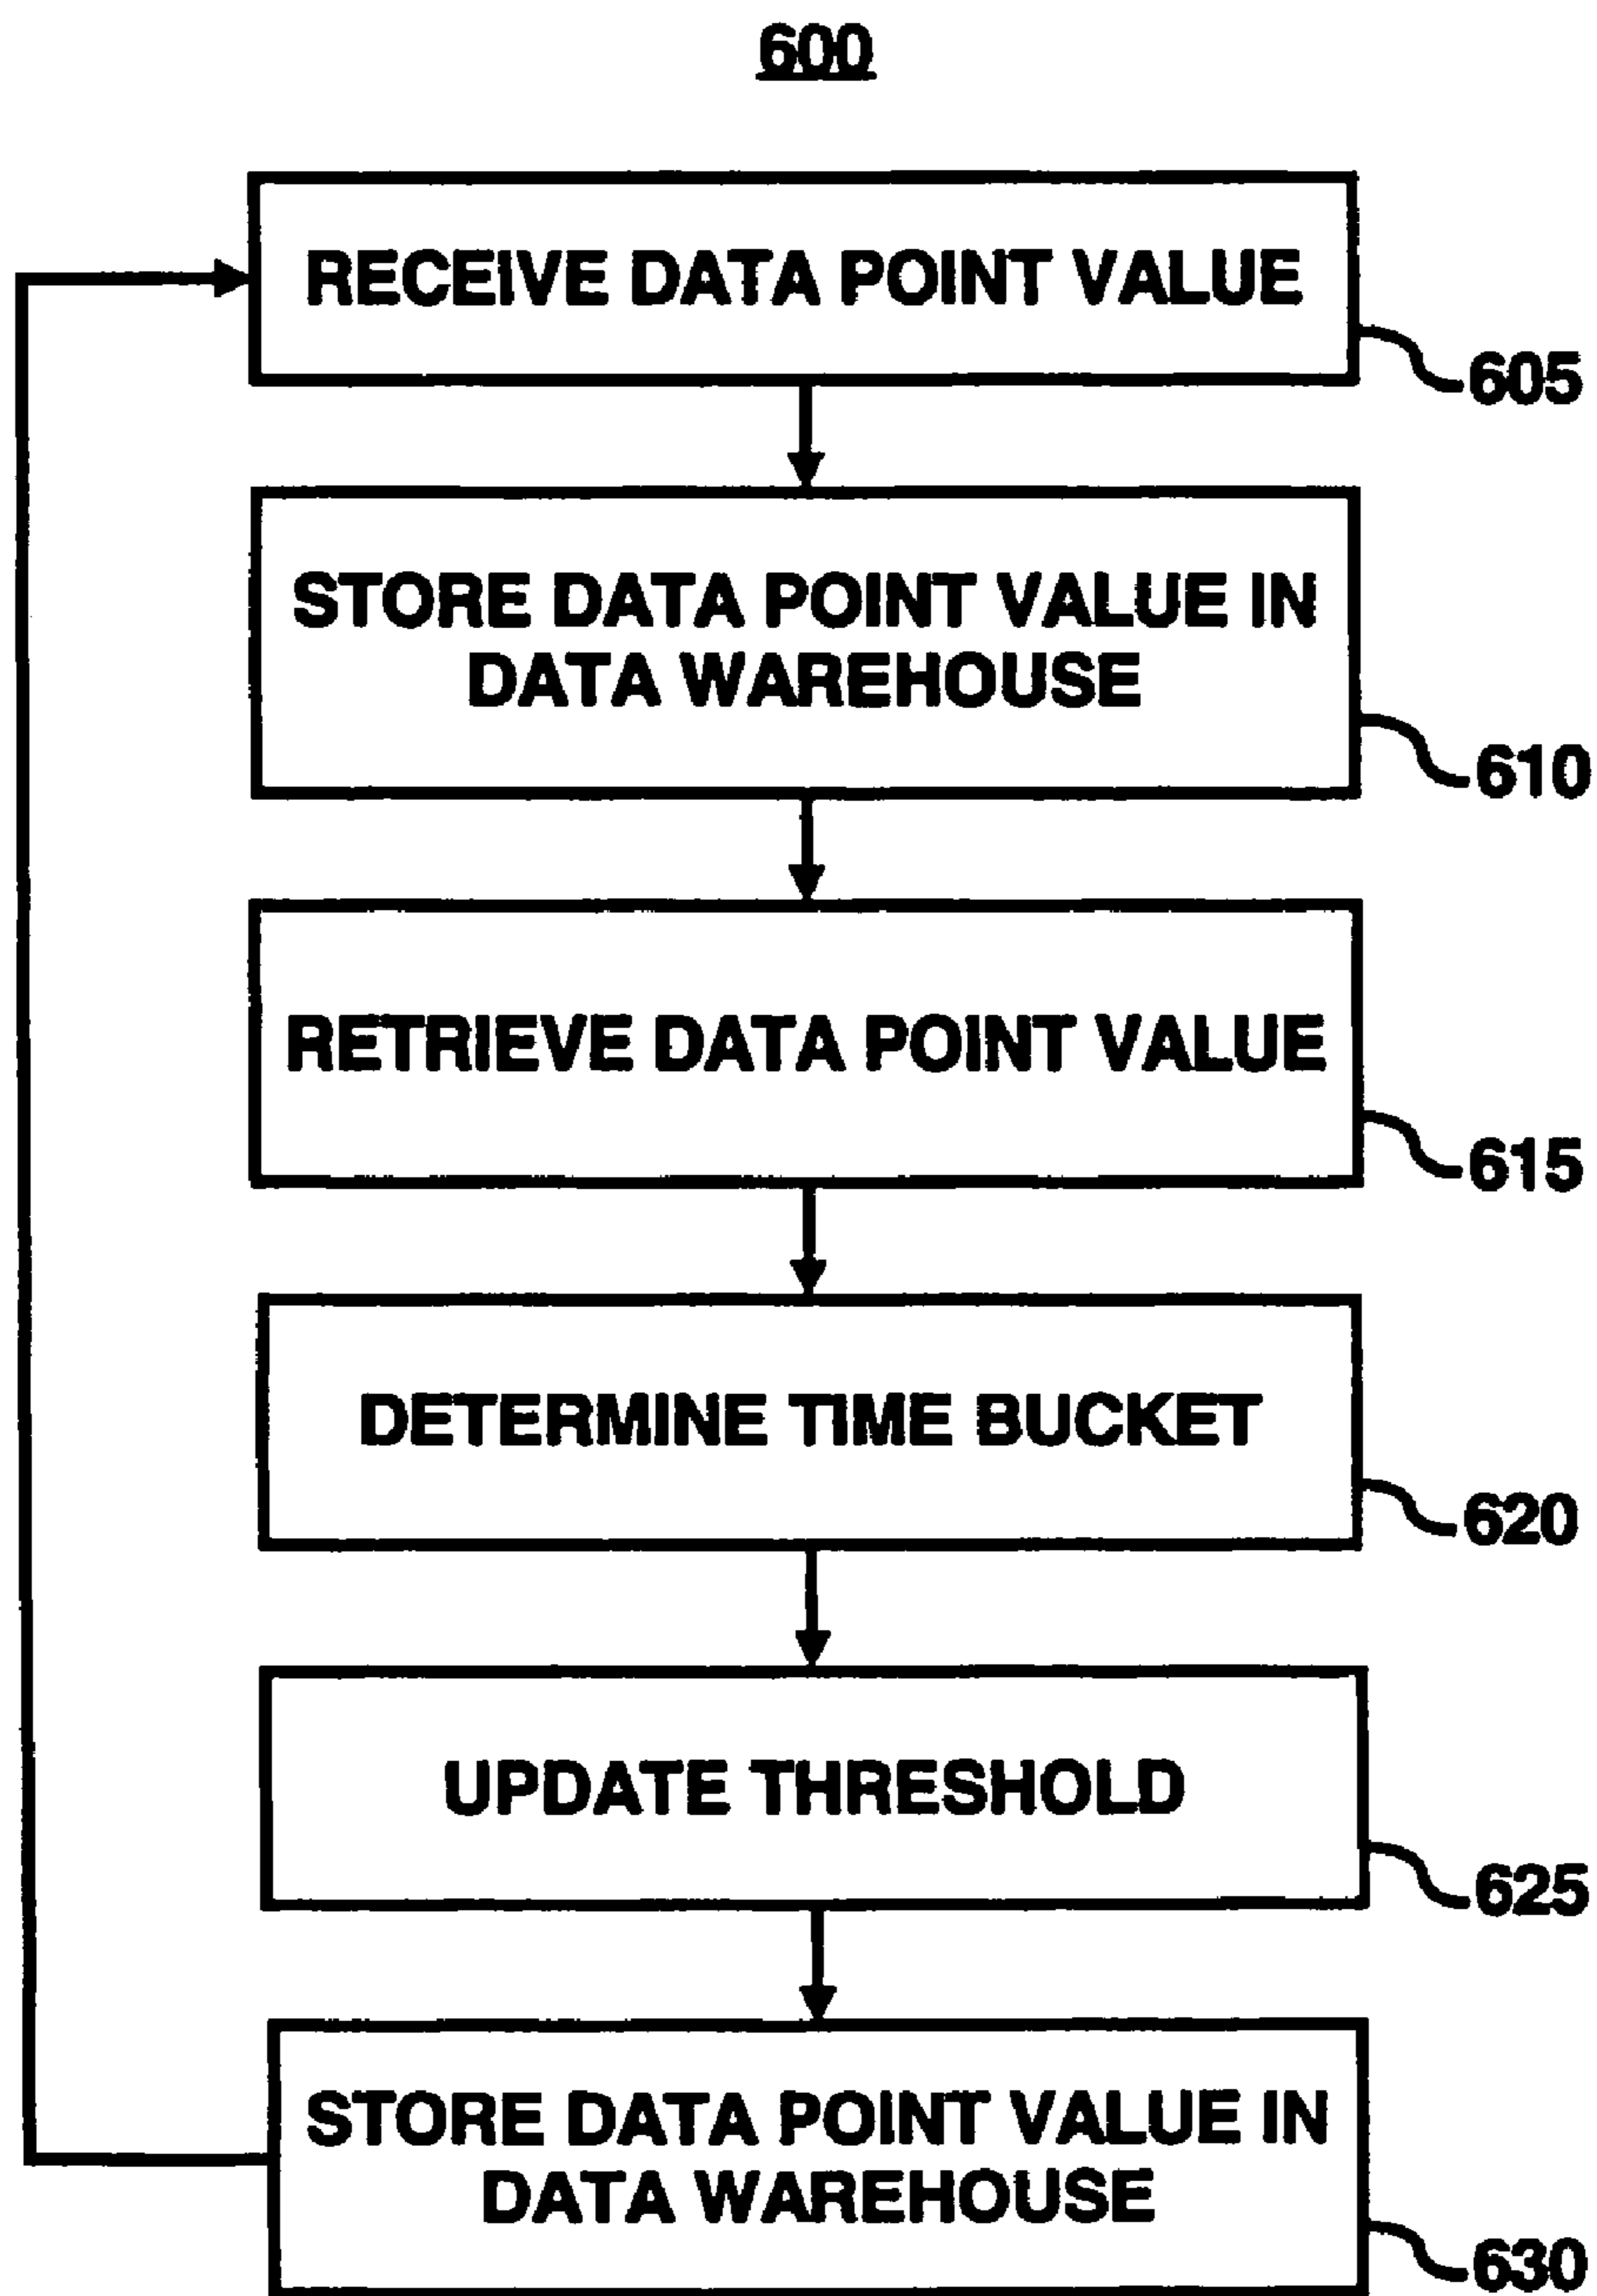 600
RECEIVE DATA POINT VALUE
605
STORE DATA POINT VALUE IN
DATA WAREHOUSE
610
RETRIEVE DATA POINT VALUE
615
DETERMINE TIME BUCKET
620
UPDATE THRESHOLD
625
STORE DATA POINT VALUE IN
DATA WAREHOUSE
630